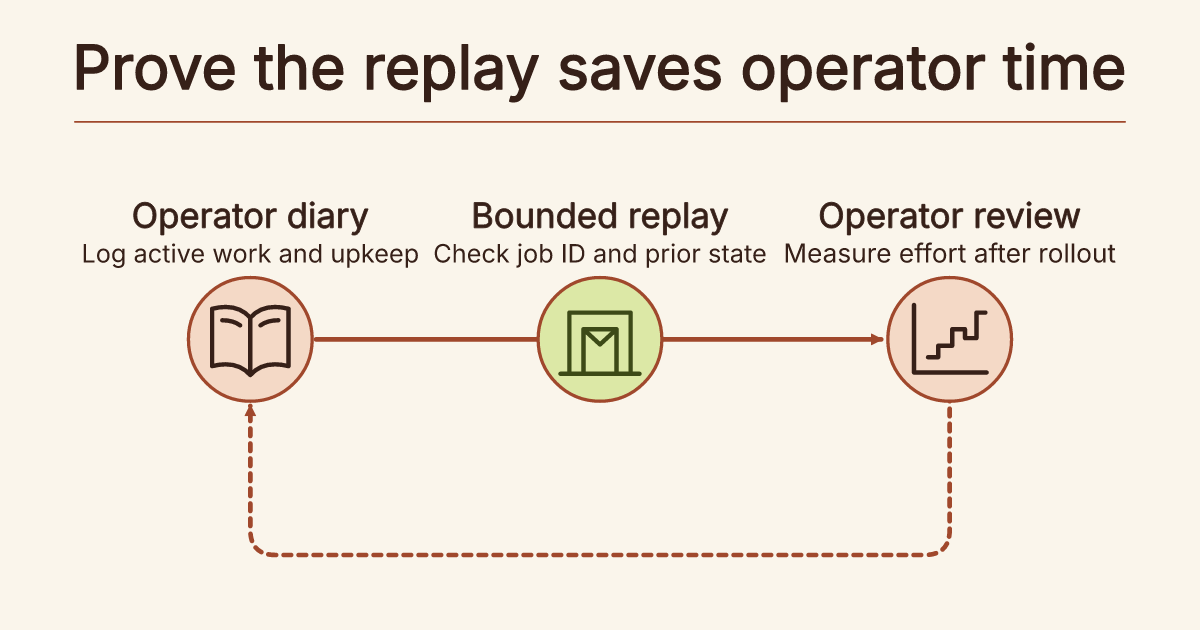 Prove the replay saves operator time
Operator diary
Log active work and upkeep
Bounded replay
Check job ID and prior state
Operator review
Measure effort after rollout